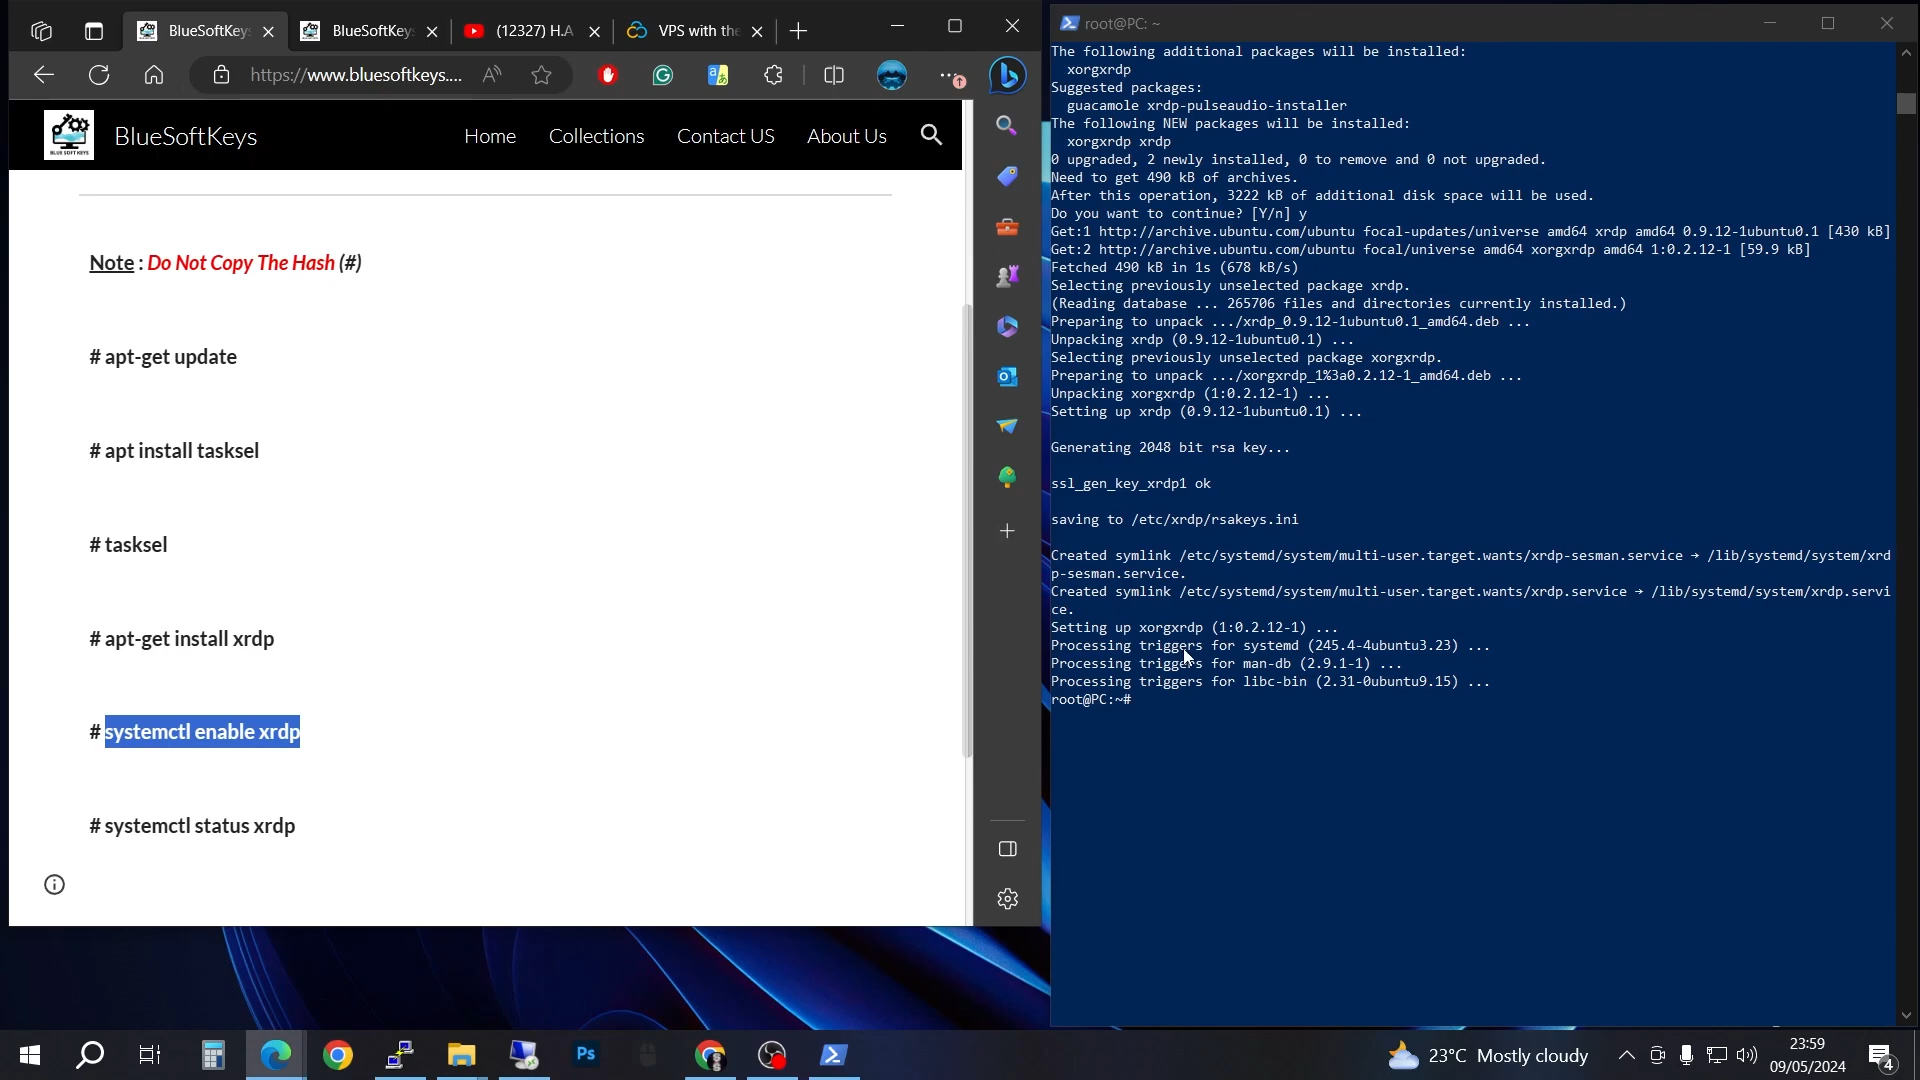 BlueSoftKeys
BlueSoftKeys
(12327) H.A
VPS with the
https://www.bluesoftkeys....
BLUE SOFT KEYS
BlueSoftKeys
Home
Collections
Contact US
About Us
Note : Do Not Copy The Hash (#)
# apt-get update
# apt install tasksel
# tasksel
# apt-get install xrdp
# systemctl enable xrdp
# systemctl status xrdp
root@PC: ~
The following additional packages will be installed:
xorgxrdp
Suggested packages:
guacamole xrdp-pulseaudio-installer
The following NEW packages will be installed:
xorgxrdp xrdp
0 upgraded, 2 newly installed, 0 to remove and 0 not upgraded.
Need to get 490 kB of archives.
After this operation, 3222 kB of additional disk space will be used.
Do you want to continue? [Y/n] y
Get:1 http://archive.ubuntu.com/ubuntu focal-updates/universe amd64 xrdp amd64 0.9.12-1ubuntu0.1 [430 kB]
Get:2 http://archive.ubuntu.com/ubuntu focal/universe amd64 xorgxrdp amd64 1:0.2.12-1 [59.9 kB]
Fetched 490 kB in 1s (678 kB/s)
Selecting previously unselected package xrdp.
(Reading database ... 265706 files and directories currently installed.)
Preparing to unpack .../xrdp_0.9.12-1ubuntu0.1_amd64.deb ...
Unpacking xrdp (0.9.12-1ubuntu0.1) ...
Selecting previously unselected package xorgxrdp.
Preparing to unpack .../xorgxrdp_1%3a0.2.12-1_amd64.deb ...
Unpacking xorgxrdp (1:0.2.12-1) ...
Setting up xrdp (0.9.12-1ubuntu0.1) ...
Generating 2048 bit rsa key...
ssl_gen_key_xrdp1 ok
saving to /etc/xrdp/rsakeys.ini
Created symlink /etc/systemd/system/multi-user.target.wants/xrdp-sesman.service → /lib/systemd/system/xrd
p-sesman.service.
Created symlink /etc/systemd/system/multi-user.target.wants/xrdp.service → /lib/systemd/system/xrdp.servi
ce.
Setting up xorgxrdp (1:0.2.12-1) ...
Processing triggers for systemd (245.4-4ubuntu3.23) ...
Processing triggers for man-db (2.9.1-1) ...
Processing triggers for libc-bin (2.31-0ubuntu9.15) ...
root@PC:~#
Ps
23°C Mostly cloudy
23:59
09/05/2024
4